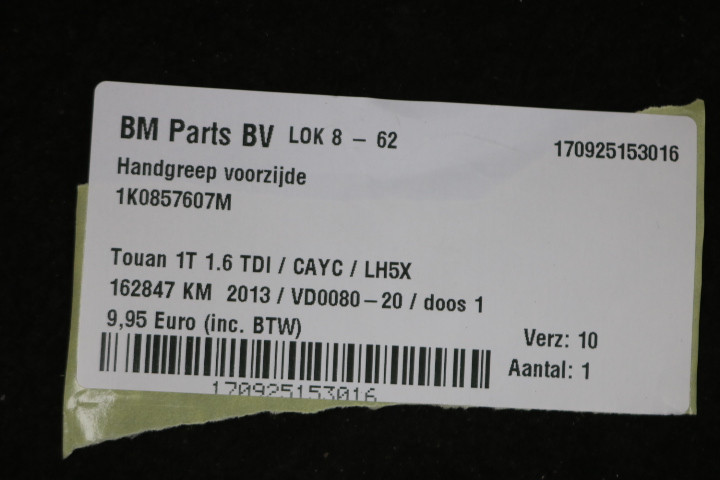 BM Parts BV LOK 8 - 62
170925153016
Handgreep voorzijde
1K0857607M
Touan 1T 1.6 TDI / CAYC / LH5X
162847 KM 2013 / VD0080-20 / doos 1
9,95 Euro (inc. BTW)
Verz: 10
Aantal: 1
170925153016